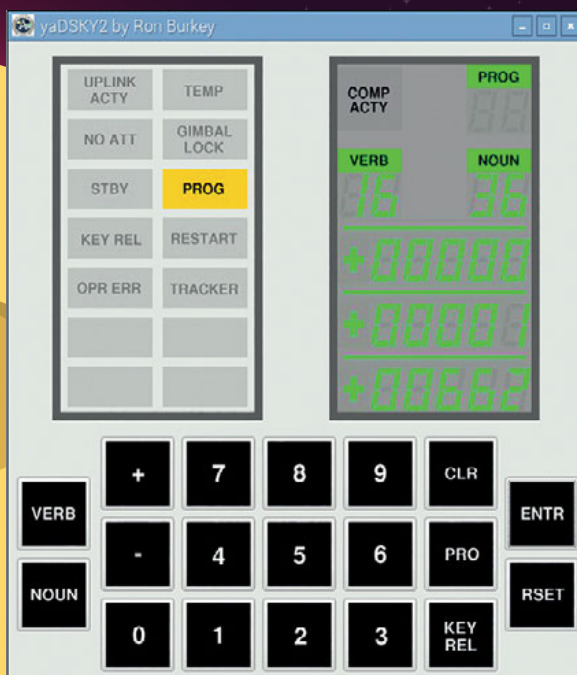 yaDSKY2 by Ron Burkey
UPLINK ACTY
TEMP
NO ATT
GIMBAL LOCK
STBY
PROG
KEY REL
RESTART
OPR ERR
TRACKER
COMP ACTY
PROG
VERB
NOUN
16
36
+00000
+00001
+00662
VERB
NOUN
+
7
8
9
CLR
-
4
5
6
PRO
0
1
2
3
KEY REL
ENTR
RSET